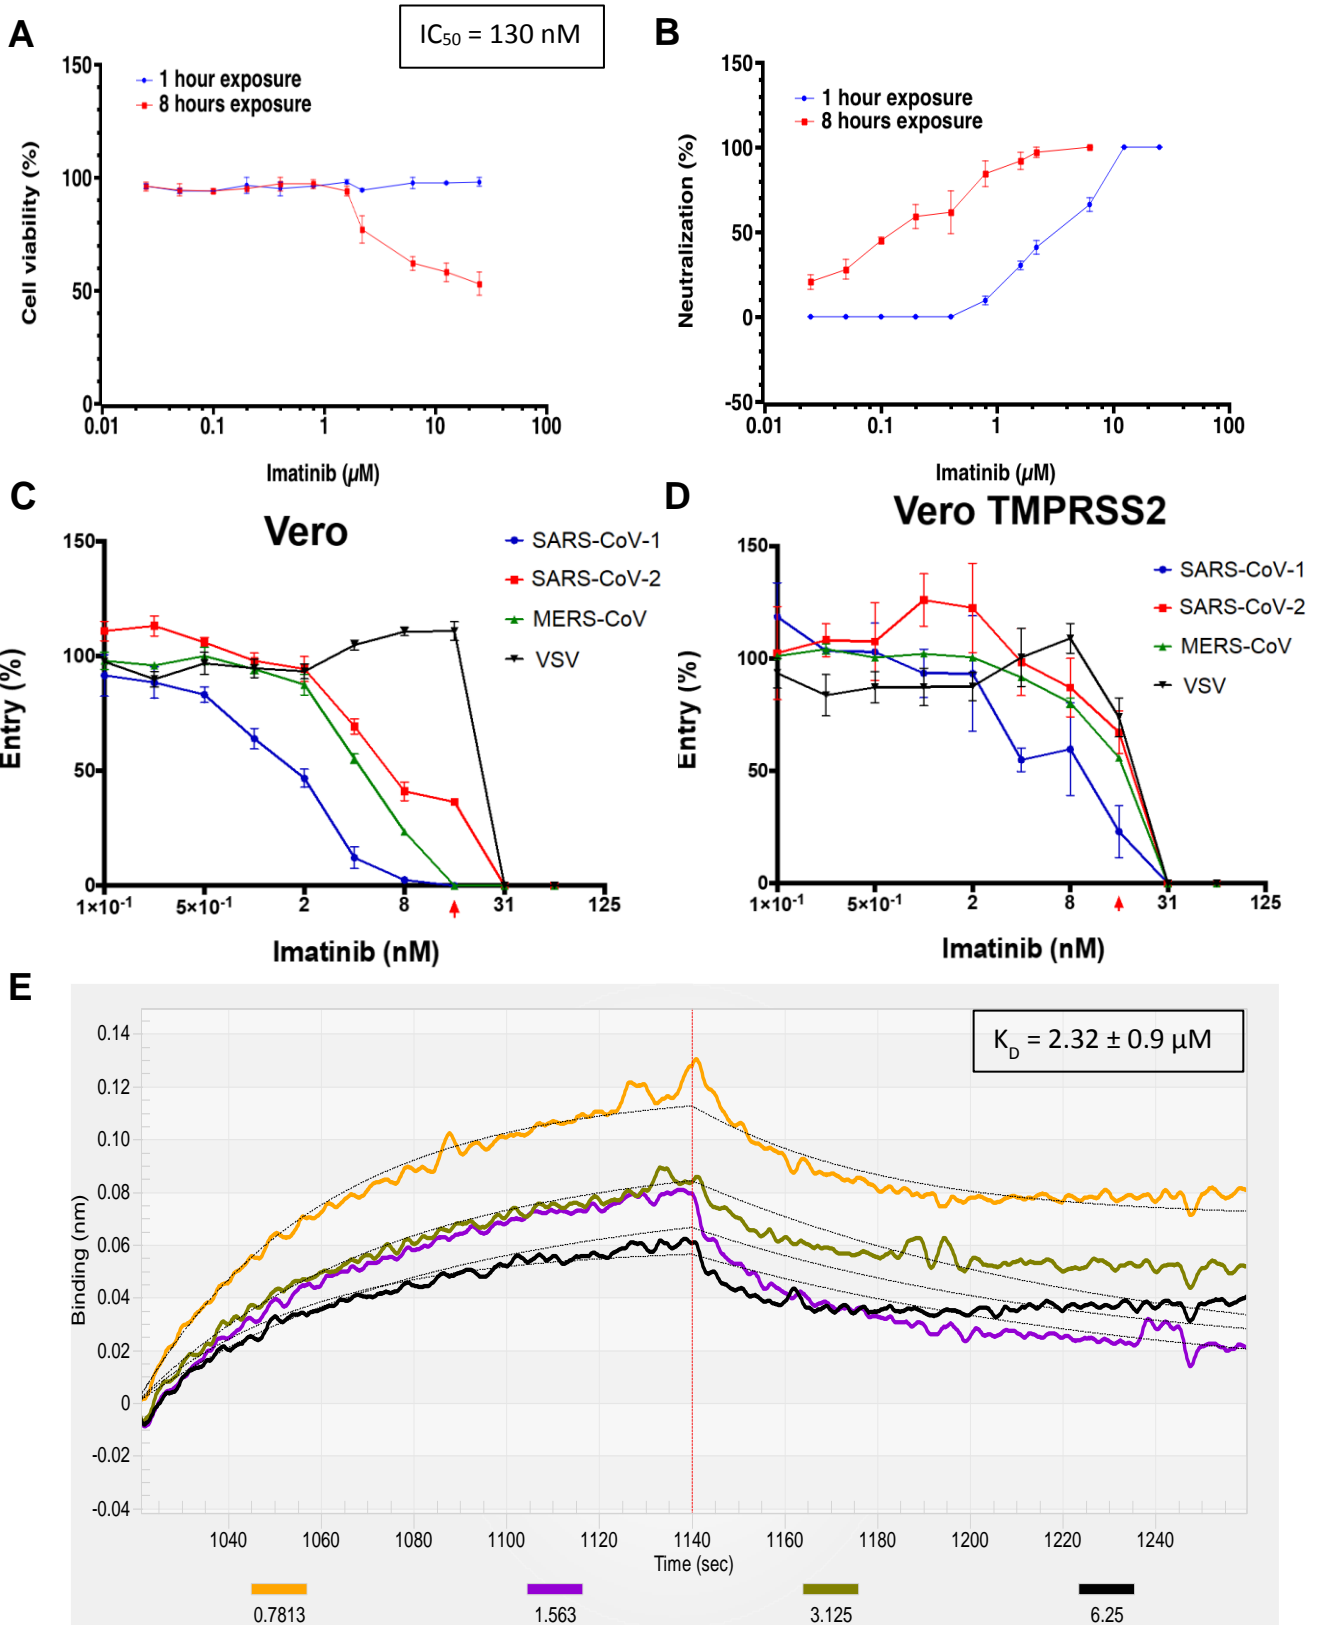 A
IC₅₀ = 130 nM
150
100
50
0
Cell viability (%)
1 hour exposure
8 hours exposure
0.01
0.1
1
10
100
Imatinib (µM)
B
150
100
50
0
-50
Neutralization (%)
1 hour exposure
8 hours exposure
0.01
0.1
1
10
100
Imatinib (µM)
C
Vero
150
100
50
0
Entry (%)
SARS-CoV-1
SARS-CoV-2
MERS-CoV
VSV
1×10⁻¹
5×10⁻¹
2
8
31
125
Imatinib (nM)
D
Vero TMPRSS2
150
100
50
0
Entry (%)
SARS-CoV-1
SARS-CoV-2
MERS-CoV
VSV
1×10⁻¹
5×10⁻¹
2
8
31
125
Imatinib (nM)
E
K_D = 2.32 ± 0.9 µM
0.14
0.12
0.10
0.08
0.06
0.04
0.02
0
-0.02
-0.04
Binding (nm)
1040
1060
1080
1100
1120
1140
1160
1180
1200
1220
1240
Time (sec)
0.7813
1.563
3.125
6.25